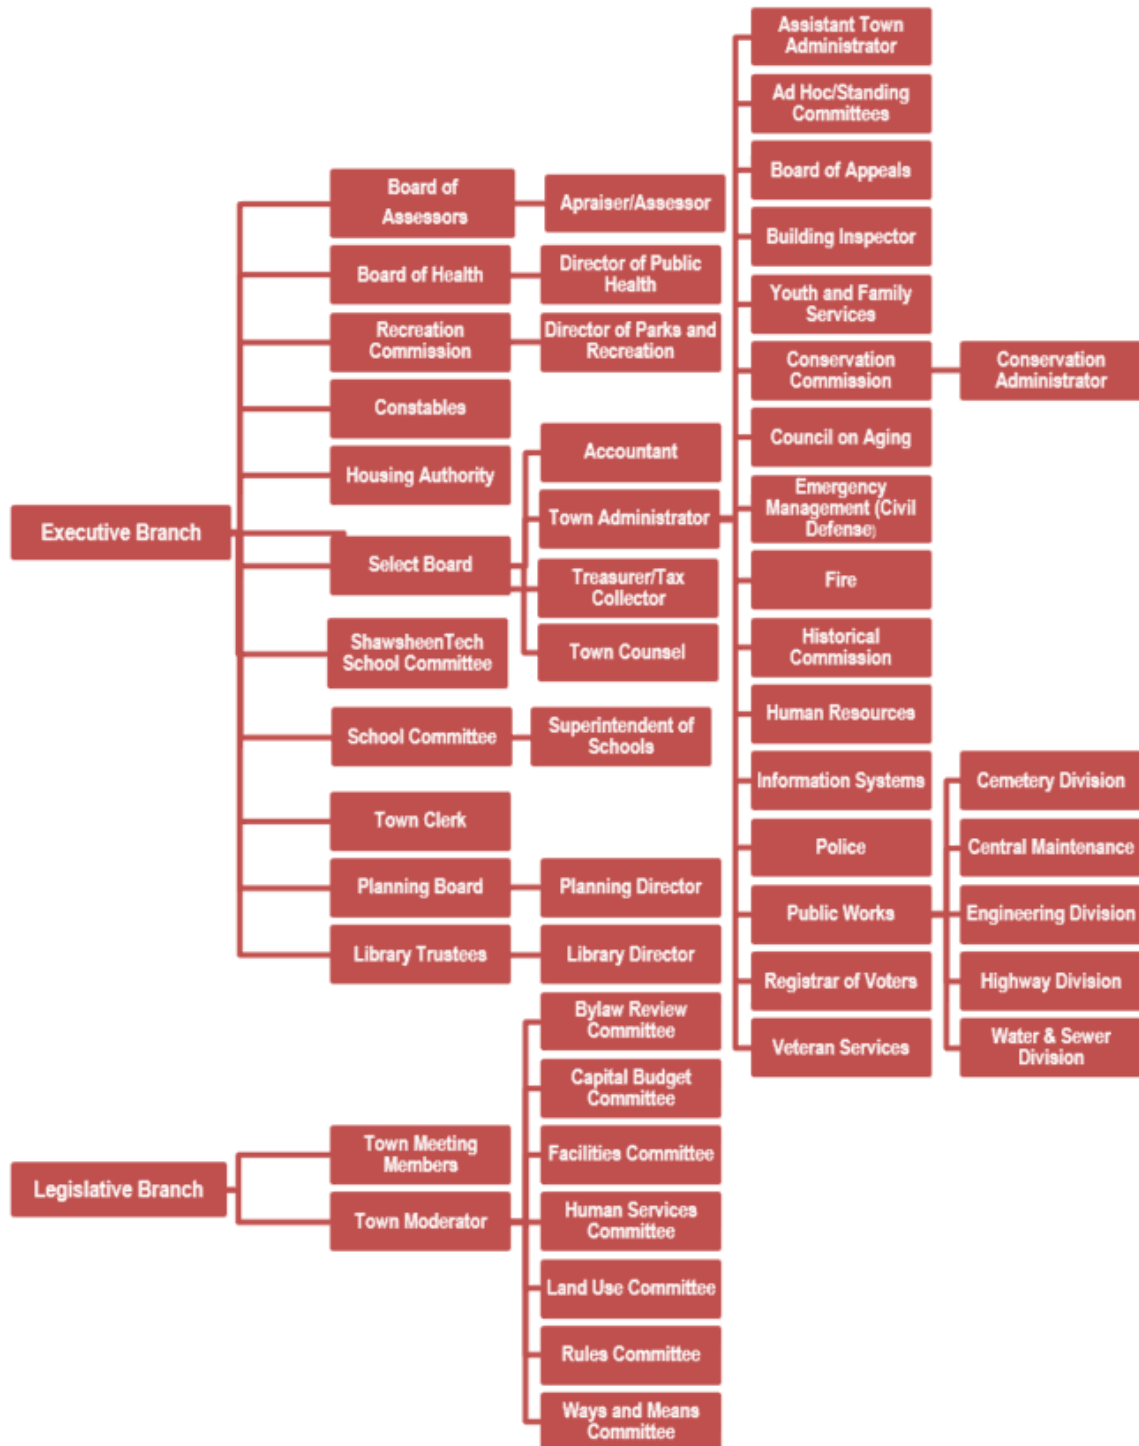 Executive Branch
Board of
Assessors
Apraiser/Assessor
Board of Health
Director of Public
Health
Recreation
Commission
Director of Parks and
Recreation
Constables
Housing Authority
Select Board
Accountant
Town Administrator
Assistant Town
Administrator
Ad Hoc/Standing
Committees
Board of Appeals
Building Inspector
Youth and Family
Services
Conservation
Commission
Conservation
Administrator
Council on Aging
Emergency
Management (Civil
Defense)
Fire
Historical
Commission
Human Resources
Information Systems
Police
Public Works
Cemetery Division
Central Maintenance
Engineering Division
Highway Division
Water & Sewer
Division
Registrar of Voters
Veteran Services
Treasurer/Tax
Collector
Town Counsel
ShawsheenTech
School Committee
School Committee
Superintendent of
Schools
Town Clerk
Planning Board
Planning Director
Library Trustees
Library Director
Legislative Branch
Town Meeting
Members
Town Moderator
Bylaw Review
Committee
Capital Budget
Committee
Facilities Committee
Human Services
Committee
Land Use Committee
Rules Committee
Ways and Means
Committee